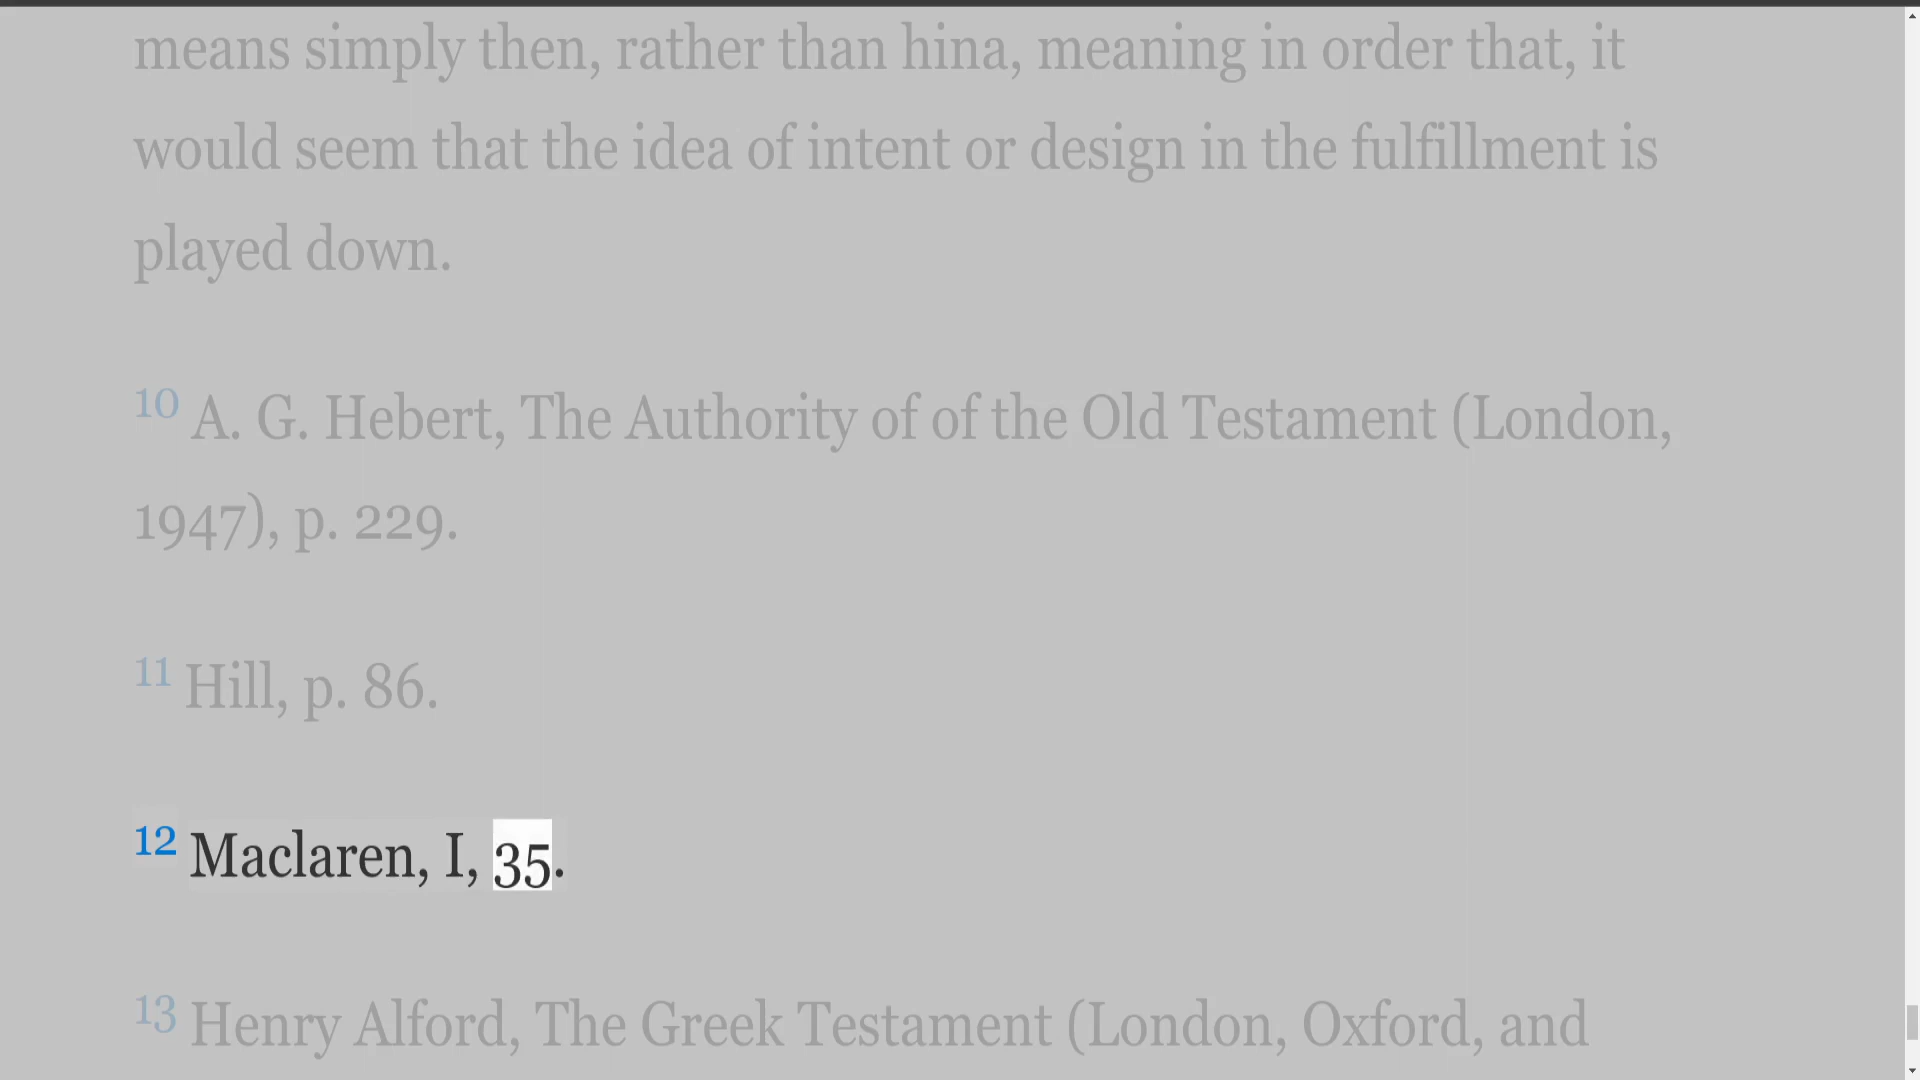 means simply then, rather than hina, meaning in order that, it
would seem that the idea of intent or design in the fulfillment is
played down.
10 A. G. Hebert, The Authority of of the Old Testament (London,
1947), p. 229.
11 Hill, p. 86.
12 Maclaren, I, 35.
13 Henry Alford, The Greek Testament (London, Oxford, and